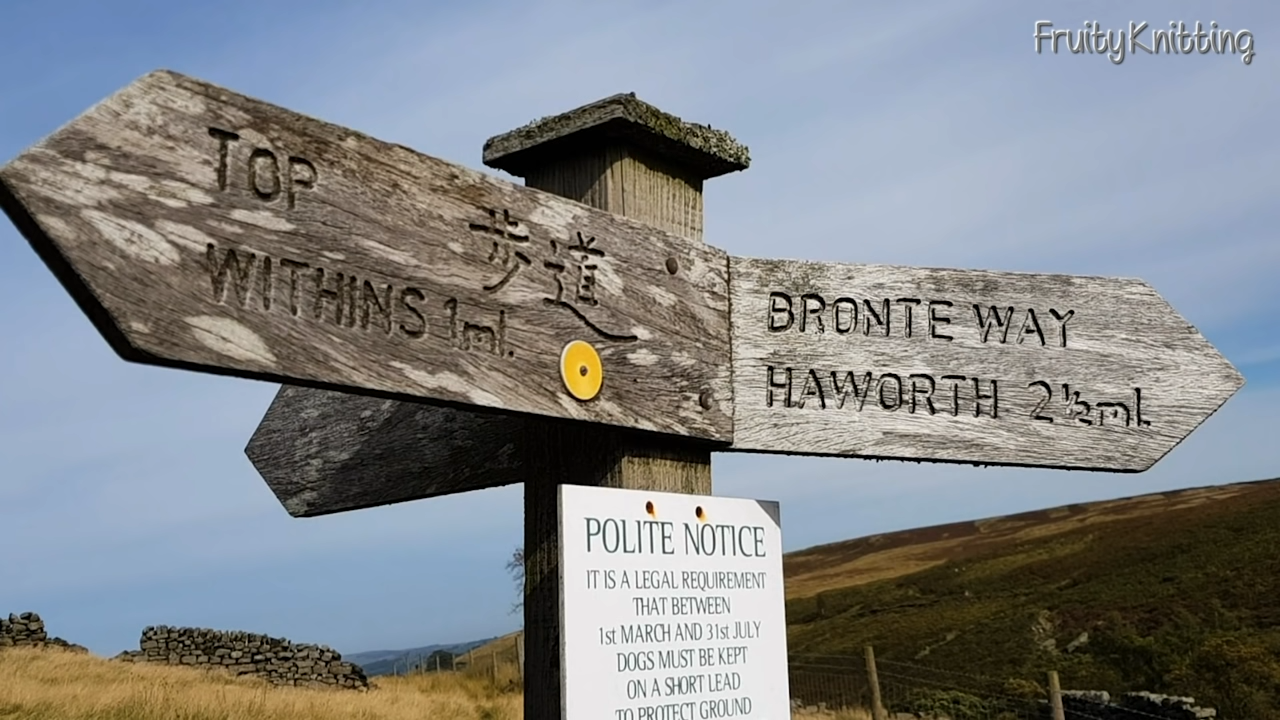 FruityKnitting
TOP
歩道
WITHINS 1ml.
BRONTE WAY
HAWORTH 2½ml.
POLITE NOTICE
IT IS A LEGAL REQUIREMENT
THAT BETWEEN
1st MARCH AND 31st JULY
DOGS MUST BE KEPT
ON A SHORT LEAD
TO PROTECT GROUND